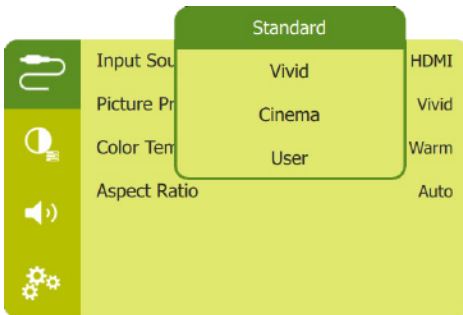 Standard
Vivid
Cinema
User
Input Sou HDMI
Picture Pr Vivid
Color Tem Warm
Aspect Ratio Auto